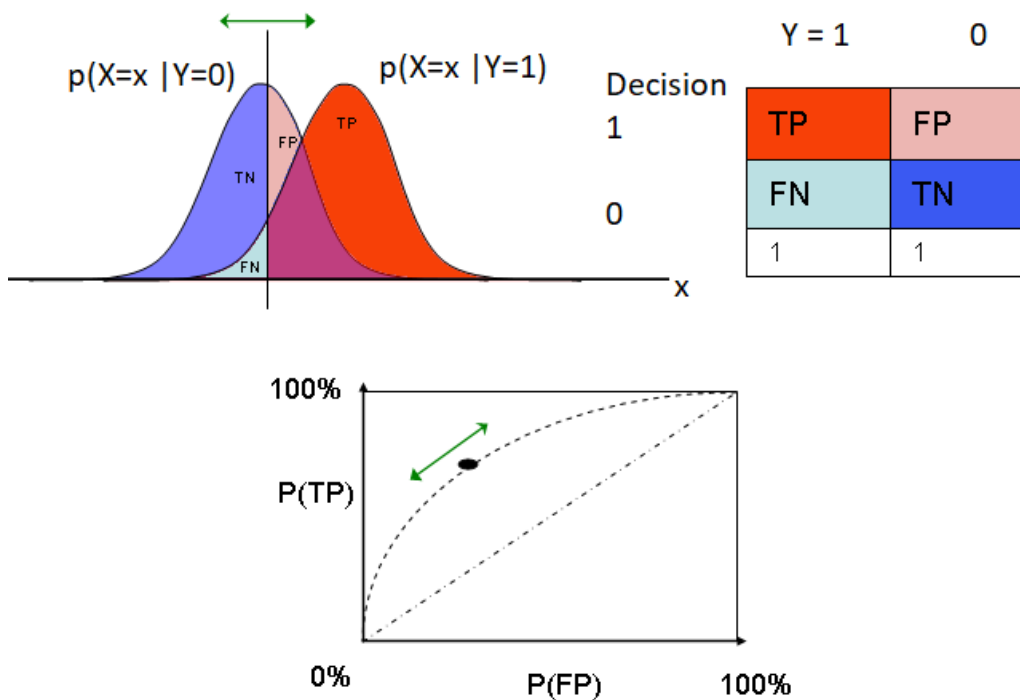 p(X=x |Y=0)
p(X=x |Y=1)
TN
FP
TP
FN
x
Y = 1 0
Decision
1
0
TP FP
FN TN
1 1
100%
P(TP)
0%
P(FP)
100%